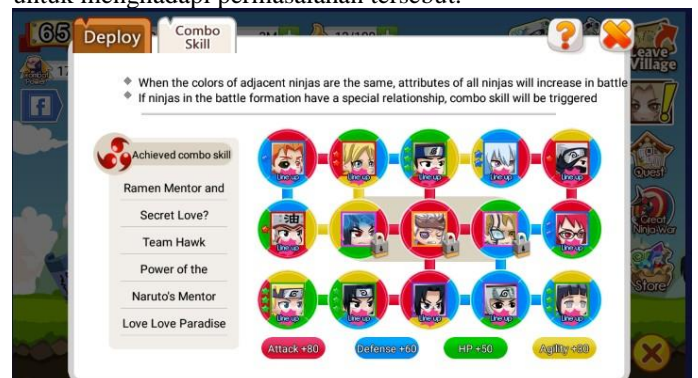 untuk menghadapi permasalahan tersebut.
65
Deploy
Combo
Skill
?
Leave
Village
When the colors of adjacent ninjas are the same, attributes of all ninjas will increase in battle
If ninjas in the battle formation have a special relationship, combo skill will be triggered
Achieved combo skill
Ramen Mentor and
Secret Love?
Team Hawk
Power of the
Naruto's Mentor
Love Love Paradise
Line up
Line up
Line up
Line up
Line up
油
Line up
Line up
Line up
Line up
Line up
Line up
Line up
Quest
Great
Ninja War
Store
Attack +80
Defense +60
HP +50